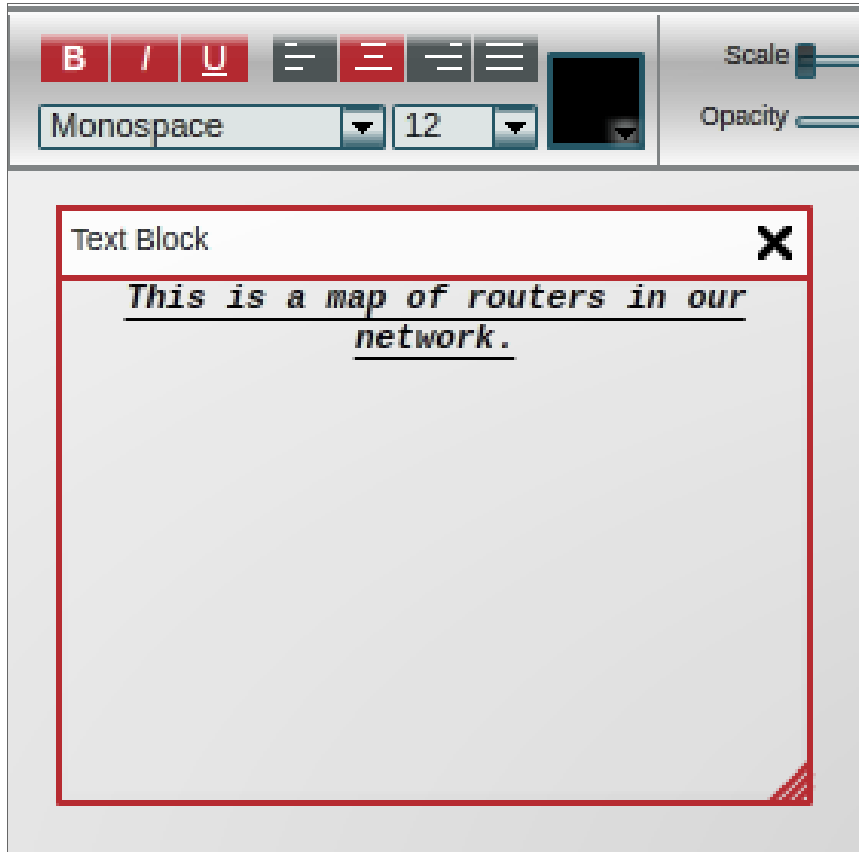 B I U
Scale
Monospace
12
Opacity
Text Block
This is a map of routers in our
network.